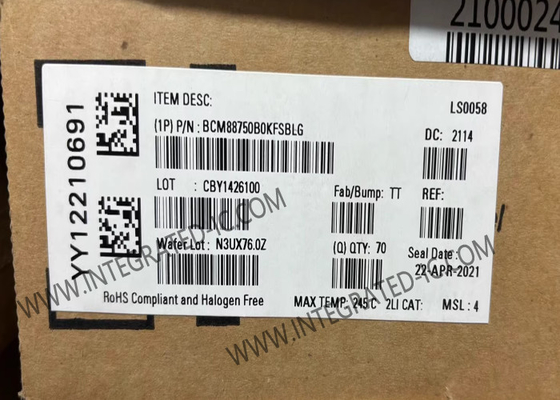 2100024
ITEM DESC:
LS0058
(1P) P/N : BCM88750B0KFSBLG
DC: 2114
LOT : CBY1426100
Fab/Bump: TT
REF:
Wafer Lot: N3UX76.0Z
(Q) QTY: 70
Seal Date:
22-APR-2021
RoHS Compliant and Halogen Free
MAX TEMP: 245C
2LI CAT:
MSL: 4
YY12210691
WWW.INTEGRATED-IC.COM
WWW.INTEGRATED-IC.COM